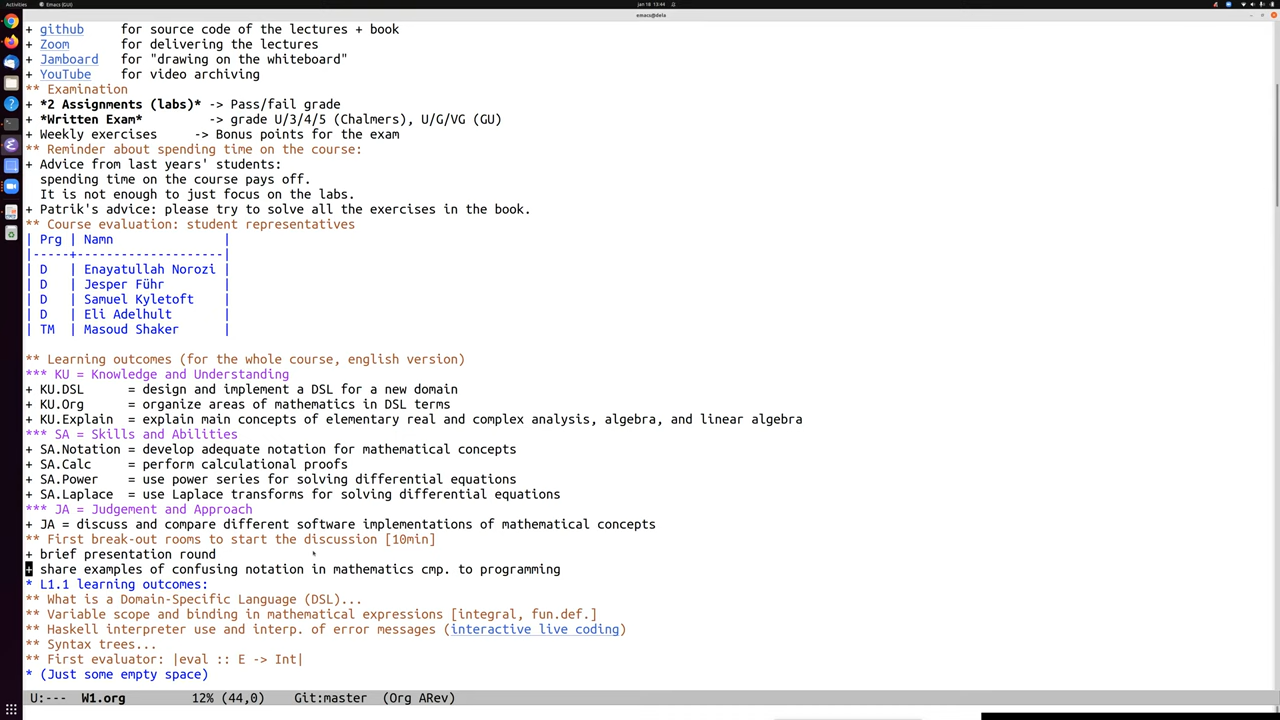 Activities
Emacs (GUI)
Jan 18 13:44
emacs@dela
+ github for source code of the lectures + book
+ Zoom for delivering the lectures
+ Jamboard for "drawing on the whiteboard"
+ YouTube for video archiving
** Examination
+ *2 Assignments (labs)* -> Pass/fail grade
+ *Written Exam* -> grade U/3/4/5 (Chalmers), U/G/VG (GU)
+ Weekly exercises -> Bonus points for the exam
** Reminder about spending time on the course:
+ Advice from last years' students:
spending time on the course pays off.
It is not enough to just focus on the labs.
+ Patrik's advice: please try to solve all the exercises in the book.
** Course evaluation: student representatives
| Prg | Namn |
|-----+-------------------|
| D | Enayatullah Norozi |
| D | Jesper Führ |
| D | Samuel Kyletoft |
| D | Eli Adelhult |
| TM | Masoud Shaker |
** Learning outcomes (for the whole course, english version)
*** KU = Knowledge and Understanding
+ KU.DSL = design and implement a DSL for a new domain
+ KU.Org = organize areas of mathematics in DSL terms
+ KU.Explain = explain main concepts of elementary real and complex analysis, algebra, and linear algebra
*** SA = Skills and Abilities
+ SA.Notation = develop adequate notation for mathematical concepts
+ SA.Calc = perform calculational proofs
+ SA.Power = use power series for solving differential equations
+ SA.Laplace = use Laplace transforms for solving differential equations
*** JA = Judgement and Approach
+ JA = discuss and compare different software implementations of mathematical concepts
** First break-out rooms to start the discussion [10min]
+ brief presentation round
+ share examples of confusing notation in mathematics cmp. to programming
* L1.1 learning outcomes:
** What is a Domain-Specific Language (DSL)...
** Variable scope and binding in mathematical expressions [integral, fun.def.]
** Haskell interpreter use and interp. of error messages (interactive live coding)
** Syntax trees...
** First evaluator: |eval :: E -> Int|
* (Just some empty space)
U:--- W1.org 12% (44,0) Git:master (Org ARev)